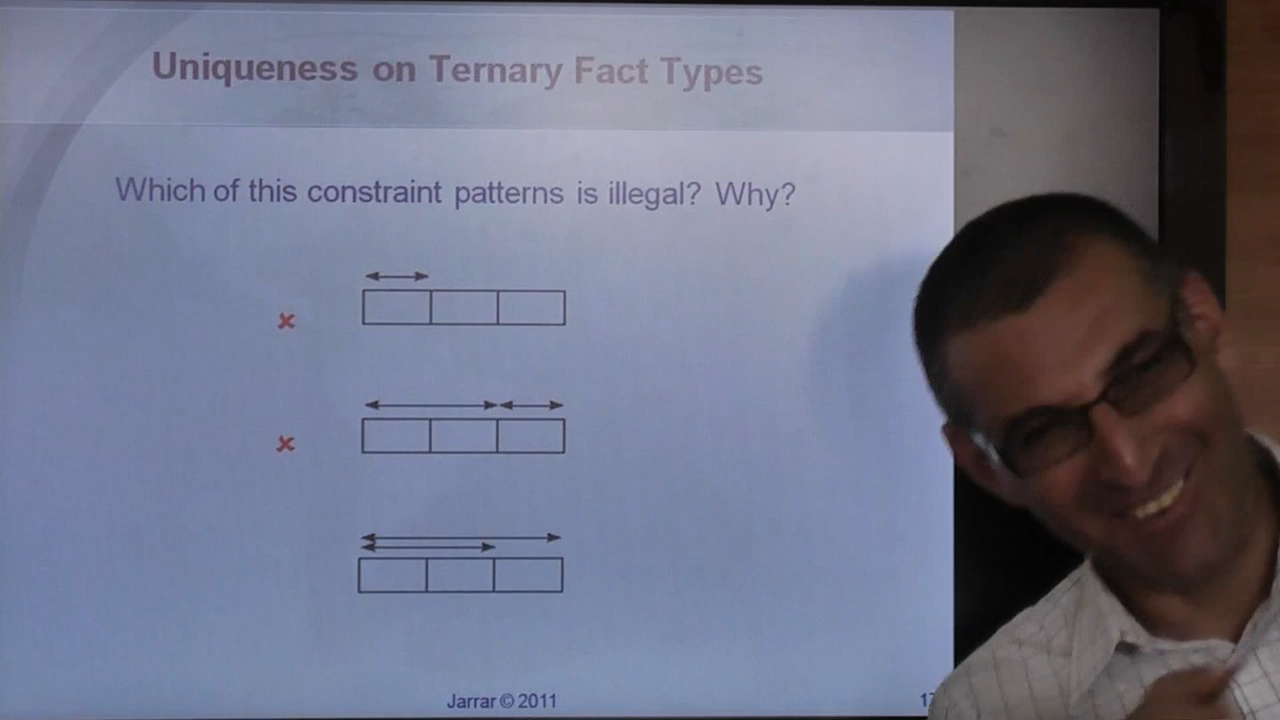 Uniqueness on Ternary Fact Types
Which of this constraint patterns is illegal? Why?
Jarrar © 2011